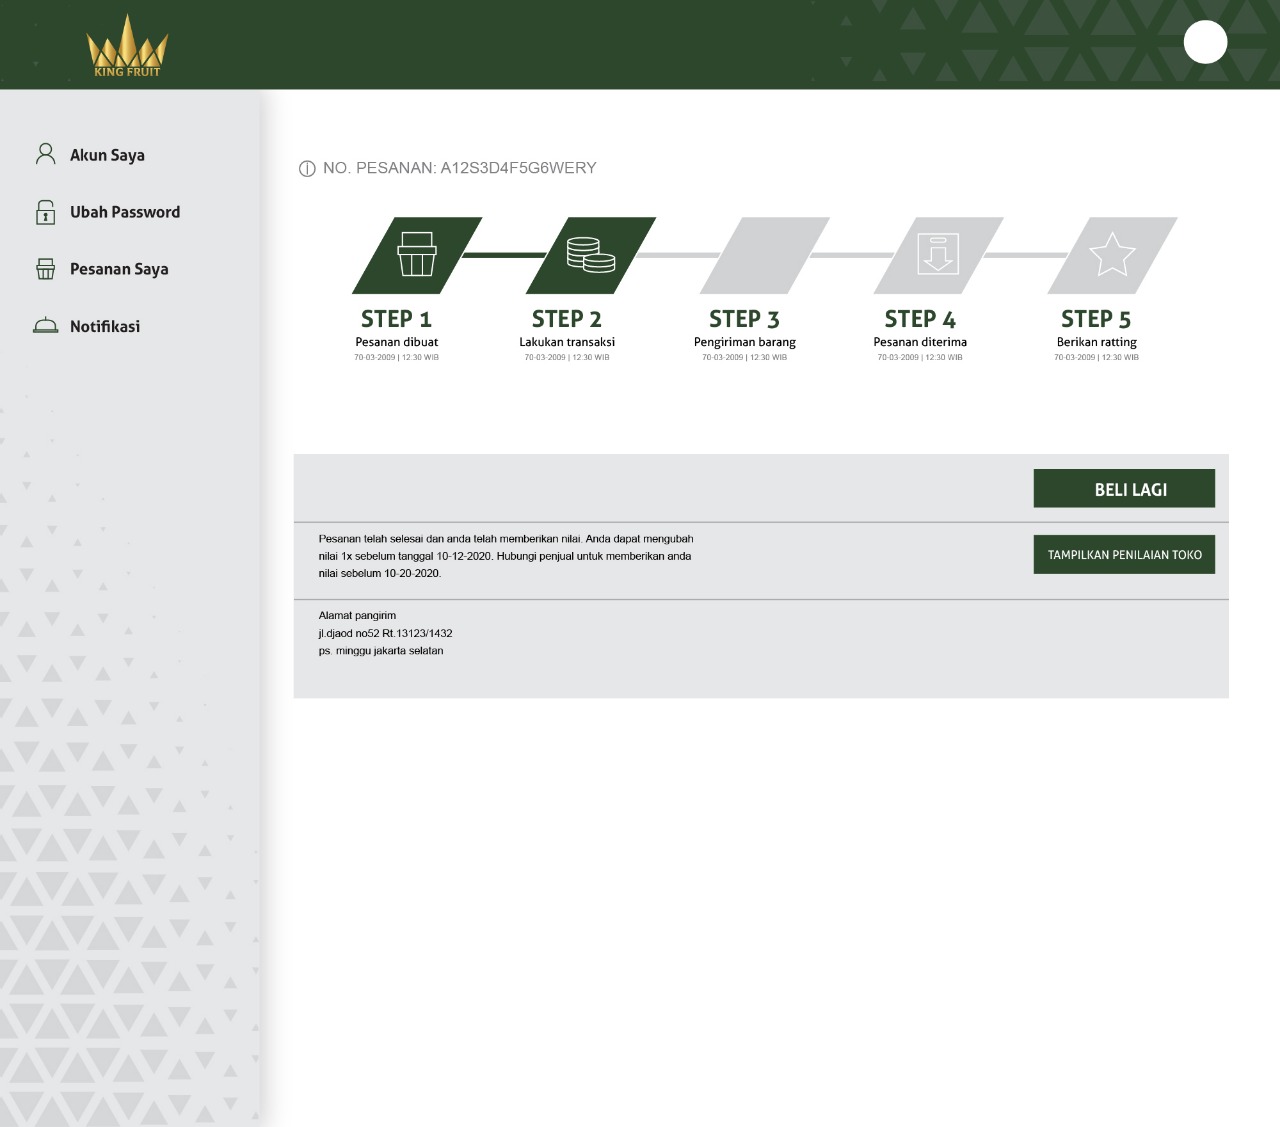 KING FRUIT
Akun Saya
Ubah Password
Pesanan Saya
Notifikasi
NO. PESANAN: A12S3D4F5G6WERY
STEP 1
Pesanan dibuat
70-03-2009 | 12:30 WIB
STEP 2
Lakukan transaksi
70-03-2009 | 12:30 WIB
STEP 3
Pengiriman barang
70-03-2009 | 12:30 WIB
STEP 4
Pesanan diterima
70-03-2009 | 12:30 WIB
STEP 5
Berikan ratting
70-03-2009 | 12:30 WIB
BELI LAGI
Pesanan telah selesai dan anda telah memberikan nilai. Anda dapat mengubah
nilai 1x sebelum tanggal 10-12-2020. Hubungi penjual untuk memberikan anda
nilai sebelum 10-20-2020.
TAMPILKAN PENILAIAN TOKO
Alamat pangirim
jl.djaod no52 Rt.13123/1432
ps. minggu jakarta selatan